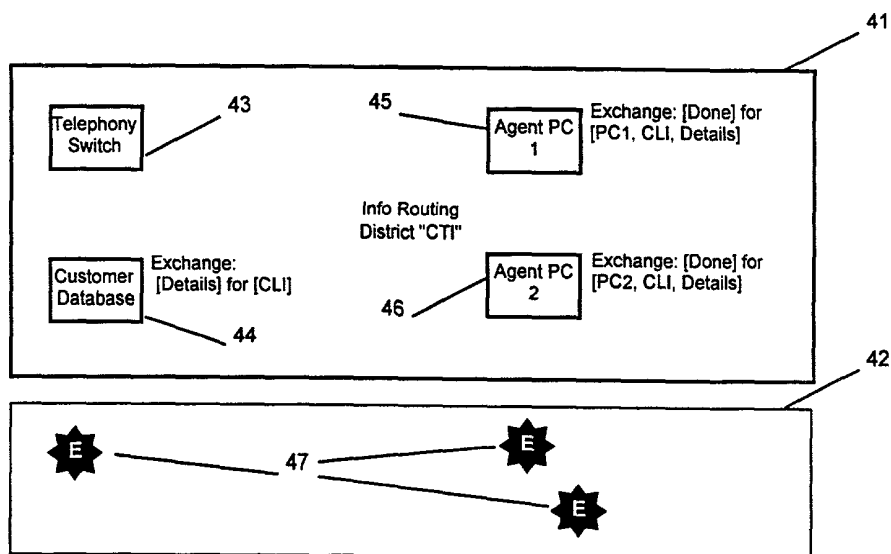 41
43
45
Telephony
Switch
Agent PC
1
Exchange: [Done] for
[PC1, CLI, Details]
Info Routing
District "CTI"
Customer
Database
Exchange:
[Details] for [CLI]
44
46
Agent PC
2
Exchange: [Done] for
[PC2, CLI, Details]
42
E
47
E
E